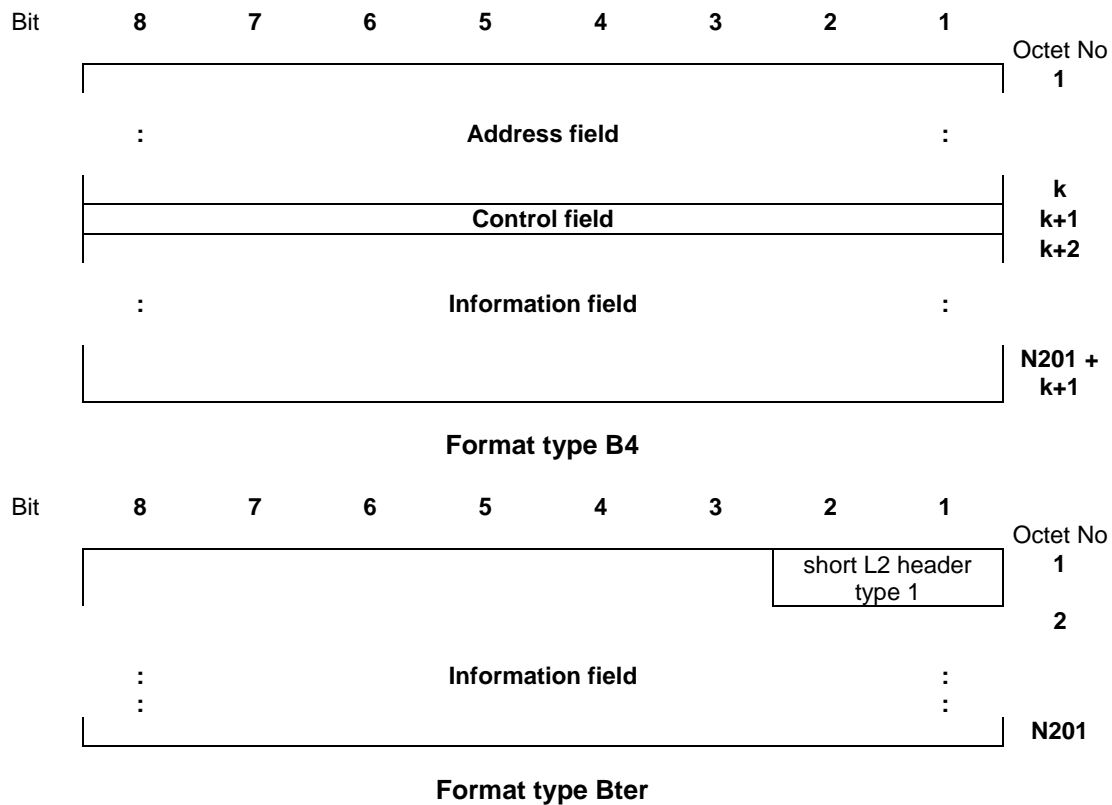 Bit 8 7 6 5 4 3 2 1
Octet No
1
: Address field :
k
Control field k+1
k+2
: Information field :
N201 +
k+1
Format type B4
Bit 8 7 6 5 4 3 2 1
Octet No
short L2 header 1
type 1
2
: Information field :
: :
N201
Format type Bter